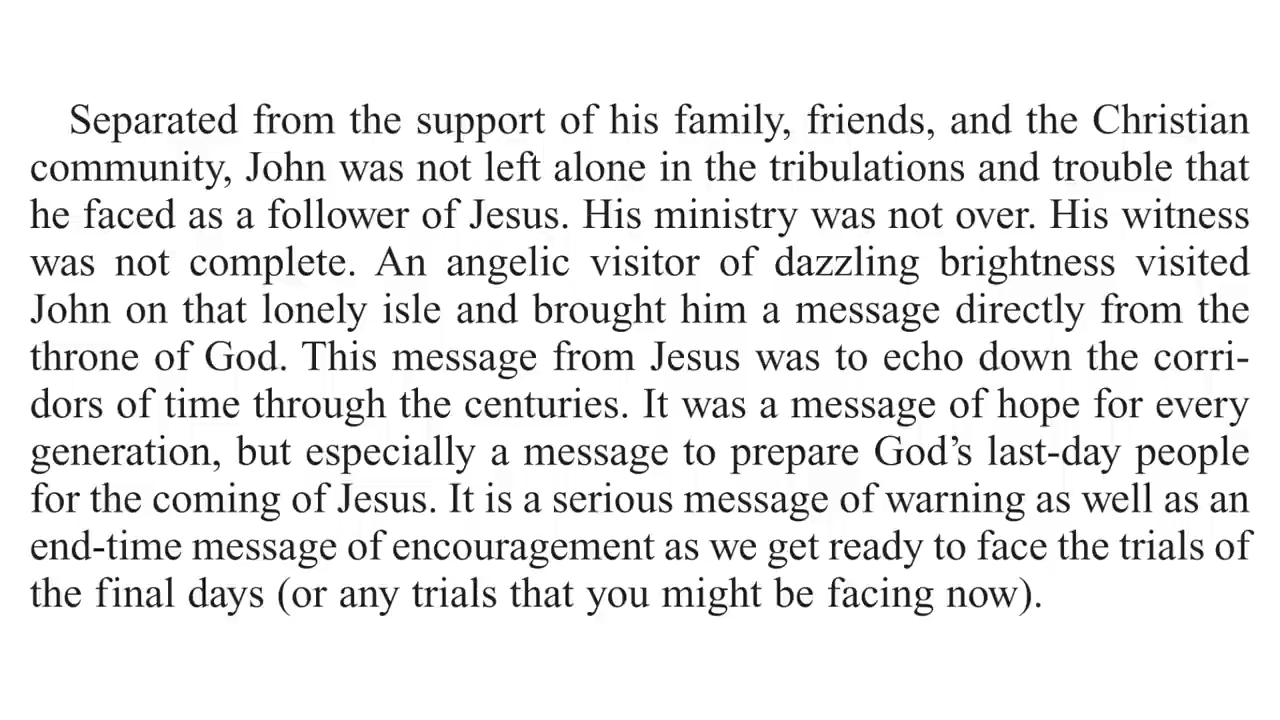 Separated from the support of his family, friends, and the Christian
community, John was not left alone in the tribulations and trouble that
he faced as a follower of Jesus. His ministry was not over. His witness
was not complete. An angelic visitor of dazzling brightness visited
John on that lonely isle and brought him a message directly from the
throne of God. This message from Jesus was to echo down the corri-
dors of time through the centuries. It was a message of hope for every
generation, but especially a message to prepare God’s last-day people
for the coming of Jesus. It is a serious message of warning as well as an
end-time message of encouragement as we get ready to face the trials of
the final days (or any trials that you might be facing now).